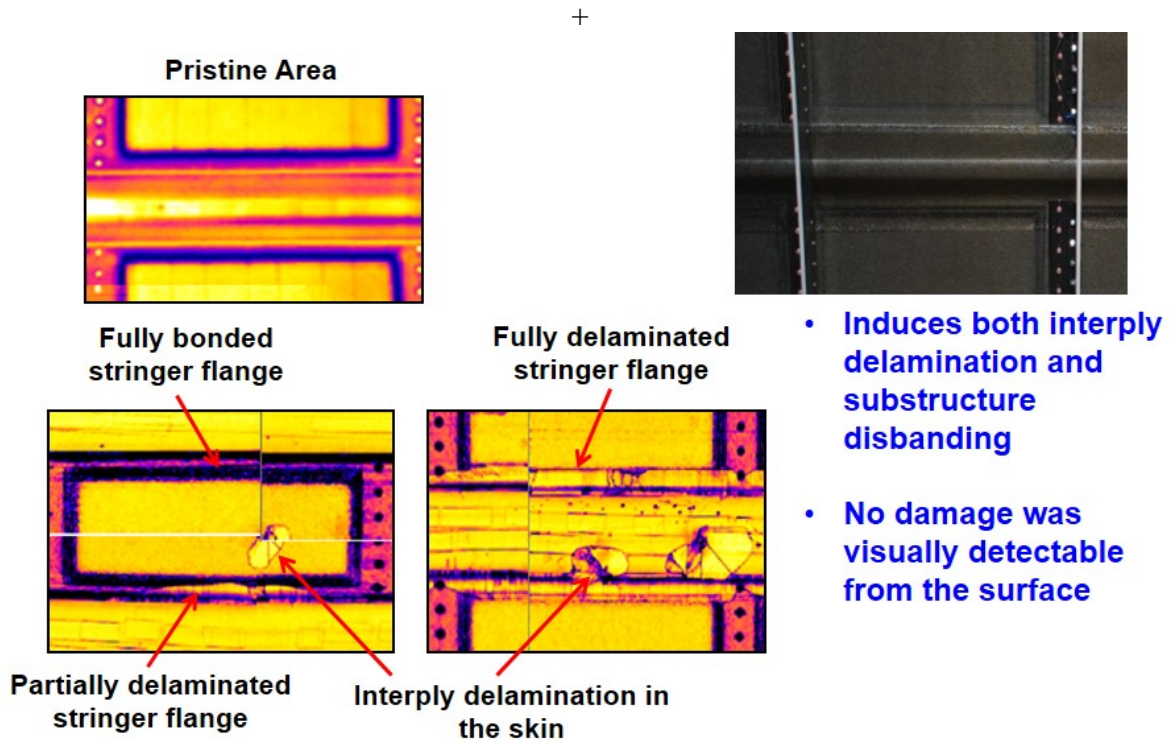 +
Pristine Area
Fully bonded
stringer flange
Fully delaminated
stringer flange
Partially delaminated
stringer flange
Interply delamination in
the skin
• Induces both interply
delamination and
substructure
disbanding
• No damage was
visually detectable
from the surface